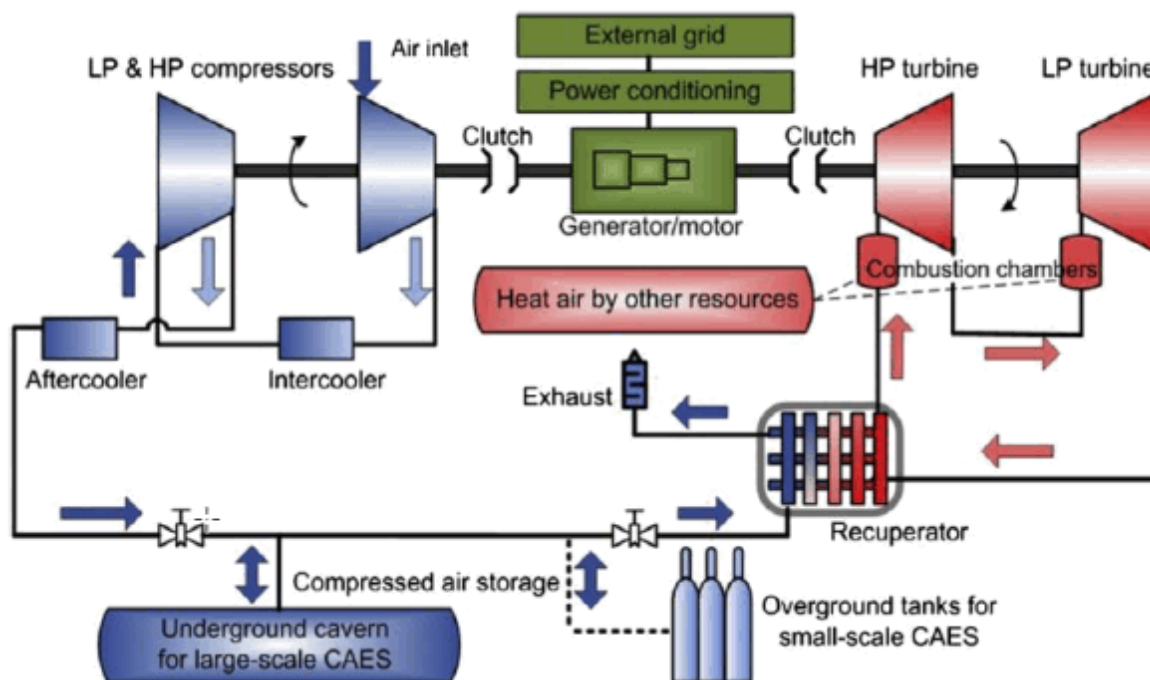 External grid
Air inlet
LP & HP compressors
HP turbine
LP turbine
Power conditioning
Clutch
Clutch
Generator/motor
Combustion chambers
Heat air by other resources
Aftercooler
Intercooler
Exhaust
Recuperator
Compressed air storage
Overground tanks for
small-scale CAES
Underground cavern
for large-scale CAES